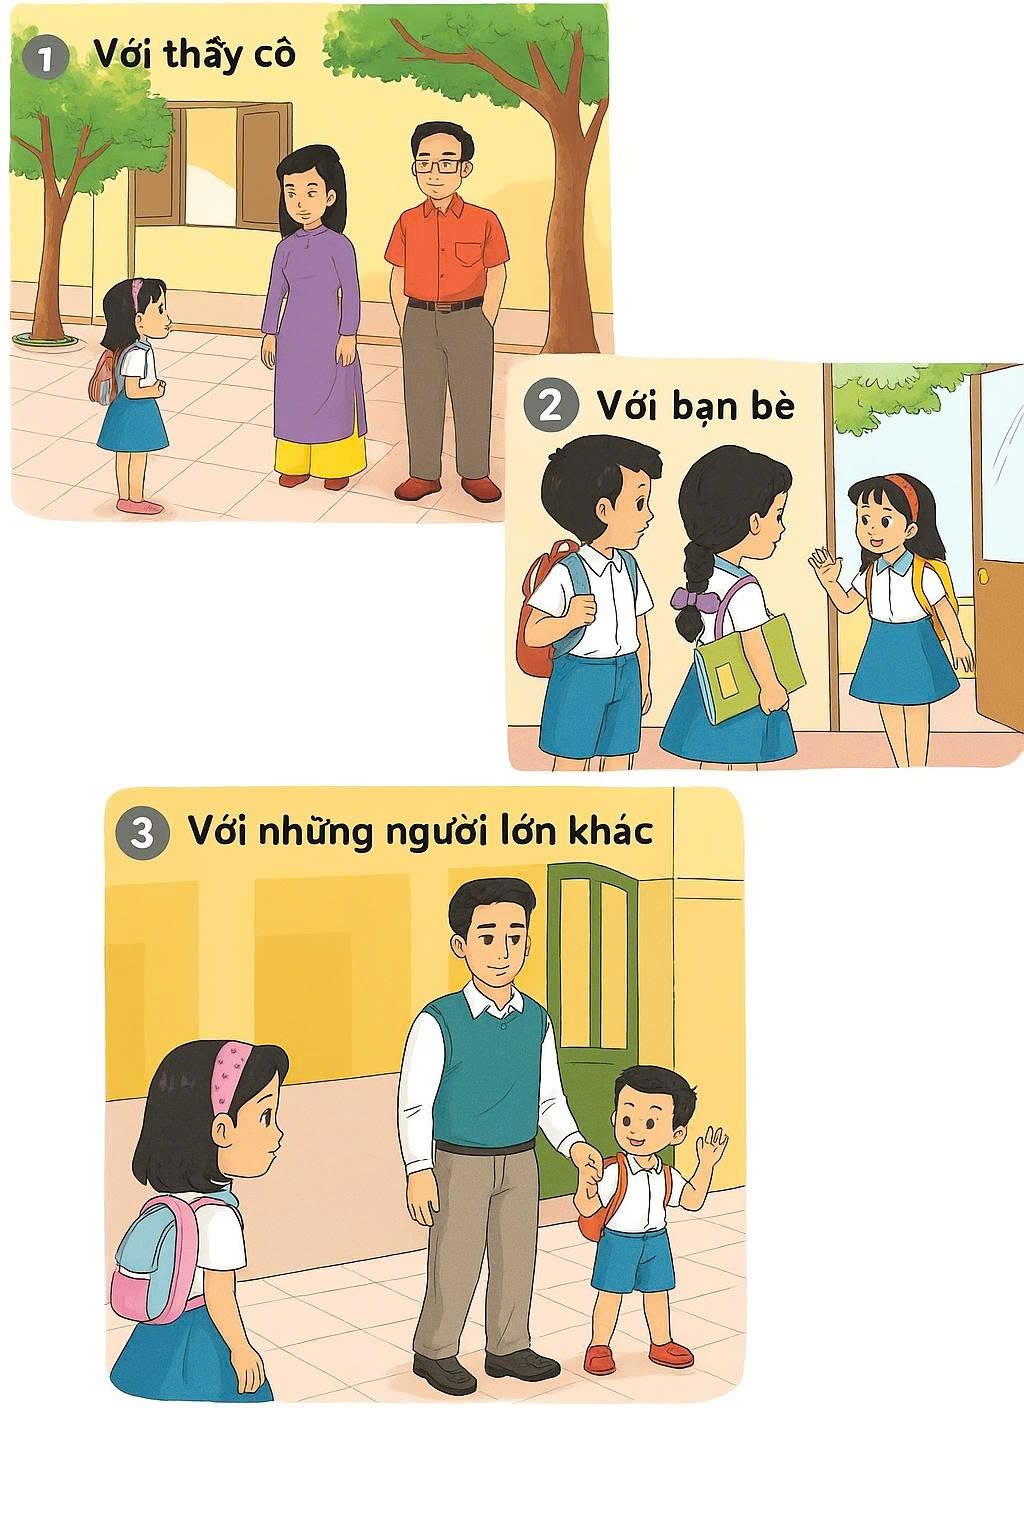 1 Với thầy cô
2 Với bạn bè
3 Với những người lớn khác